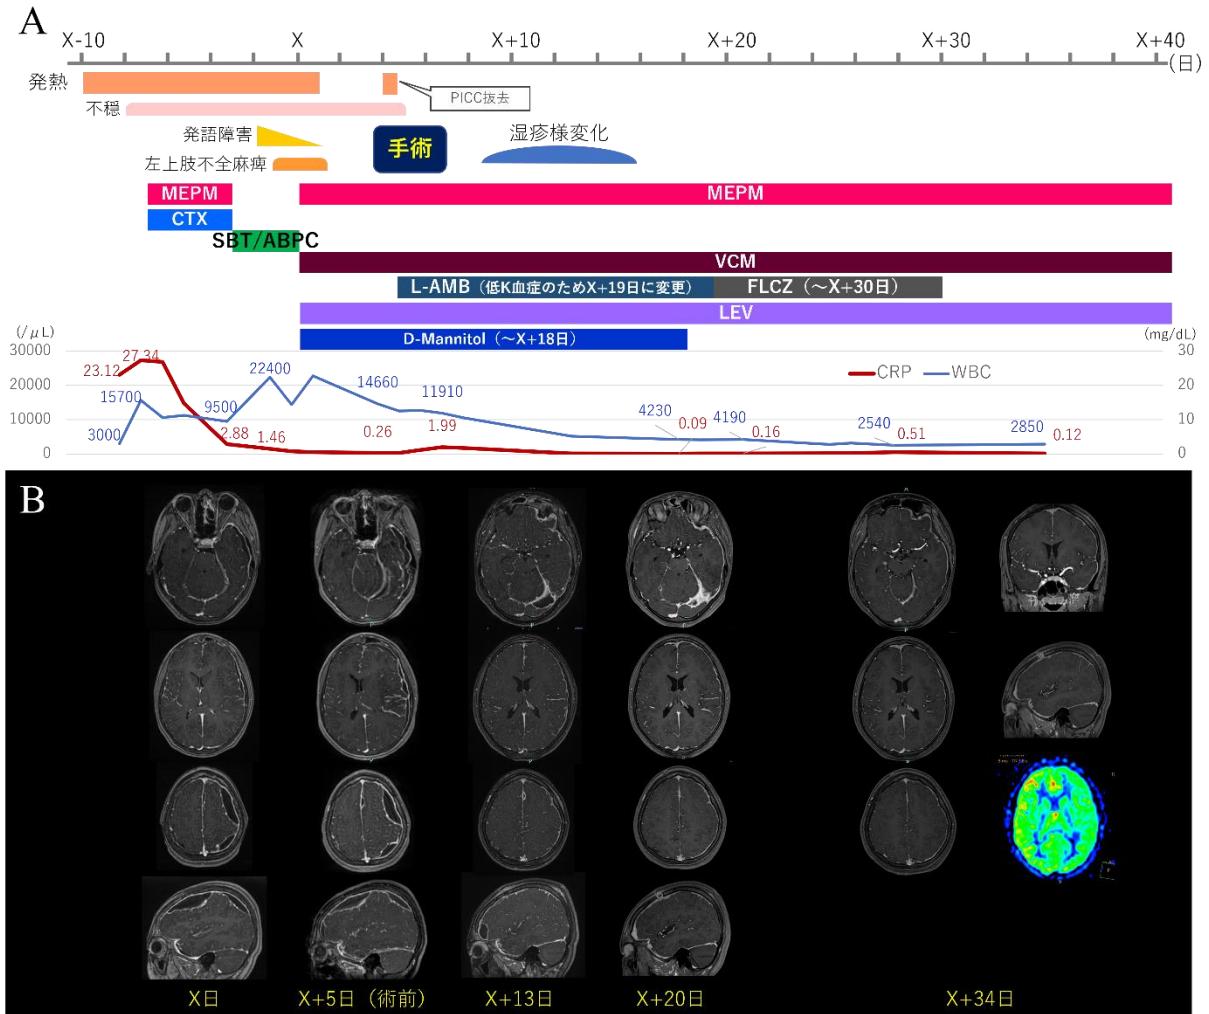 A
X-10 X X+10 X+20 X+30 X+40
(日)
発熱
PICC抜去
不穏
発語障害
手術
湿疹様変化
左上肢不全麻痺
MEPM MEPM
CTX
SBT/ABPC
VCM
L-AMB（低K血症のためX+19日に変更） FLCZ（～X+30日）
LEV
D-Mannitol（～X+18日）
(/μL) (mg/dL)
30000 30
20000 20
10000 10
0 0
CRP WBC
23.12 27.34 2.88 1.46 0.26 1.99 0.09 0.16 0.51 0.12
3000 15700 9500 22400 14660 11910 4230 4190 2540 2850
B
X日 X+5日（術前） X+13日 X+20日 X+34日